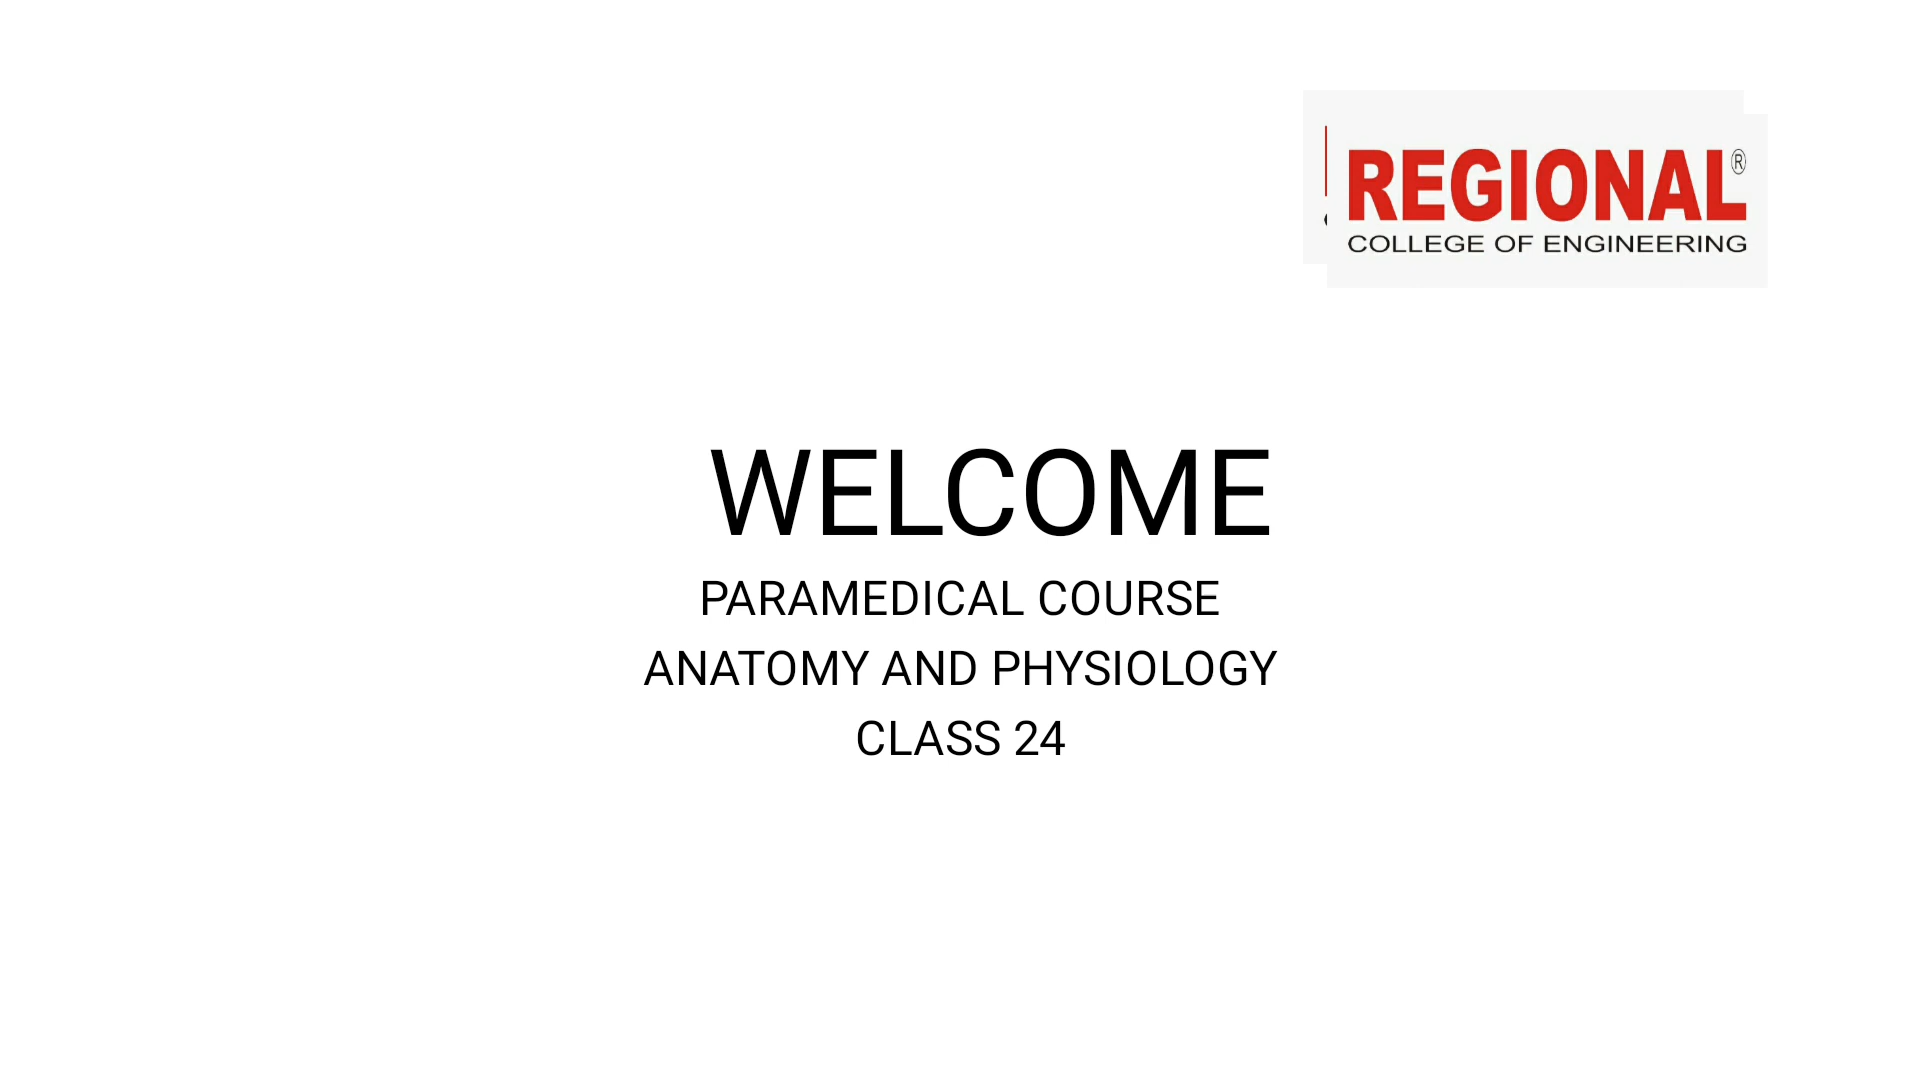 REGIONAL®
COLLEGE OF ENGINEERING
WELCOME
PARAMEDICAL COURSE
ANATOMY AND PHYSIOLOGY
CLASS 24